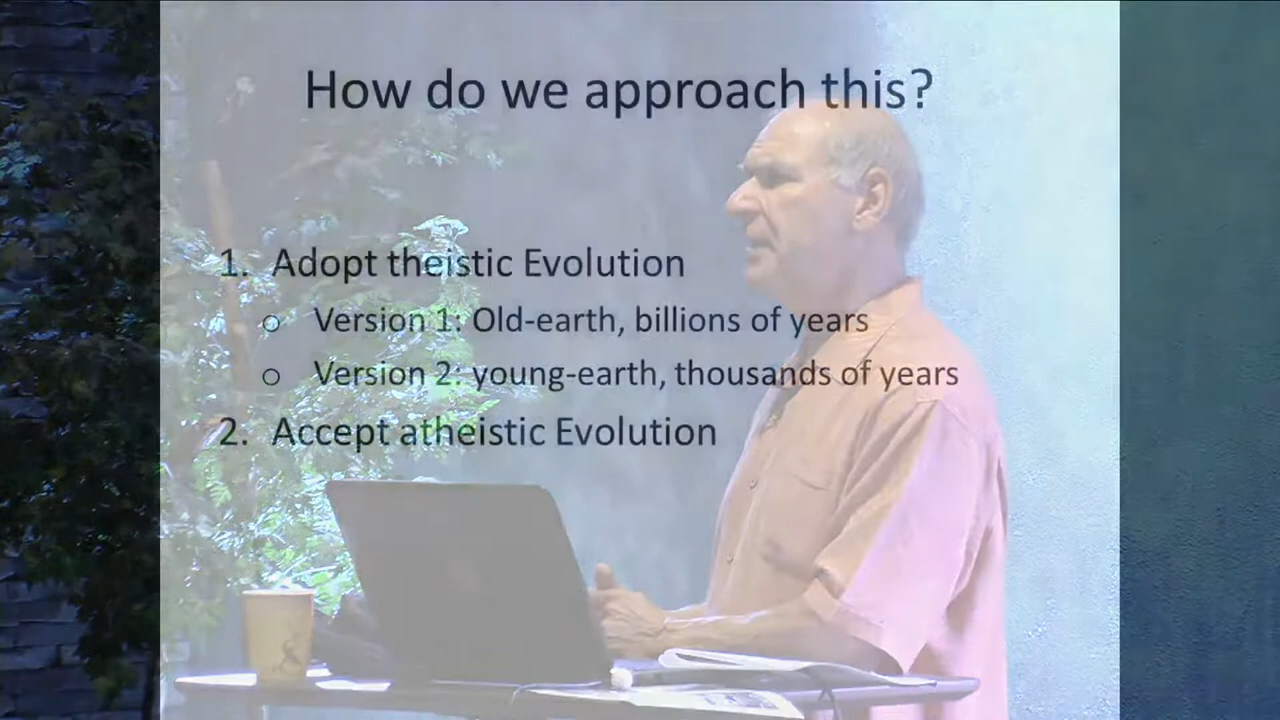 How do we approach this?
1. Adopt theistic Evolution
o Version 1: Old-earth, billions of years
o Version 2: young-earth, thousands of years
2. Accept atheistic Evolution